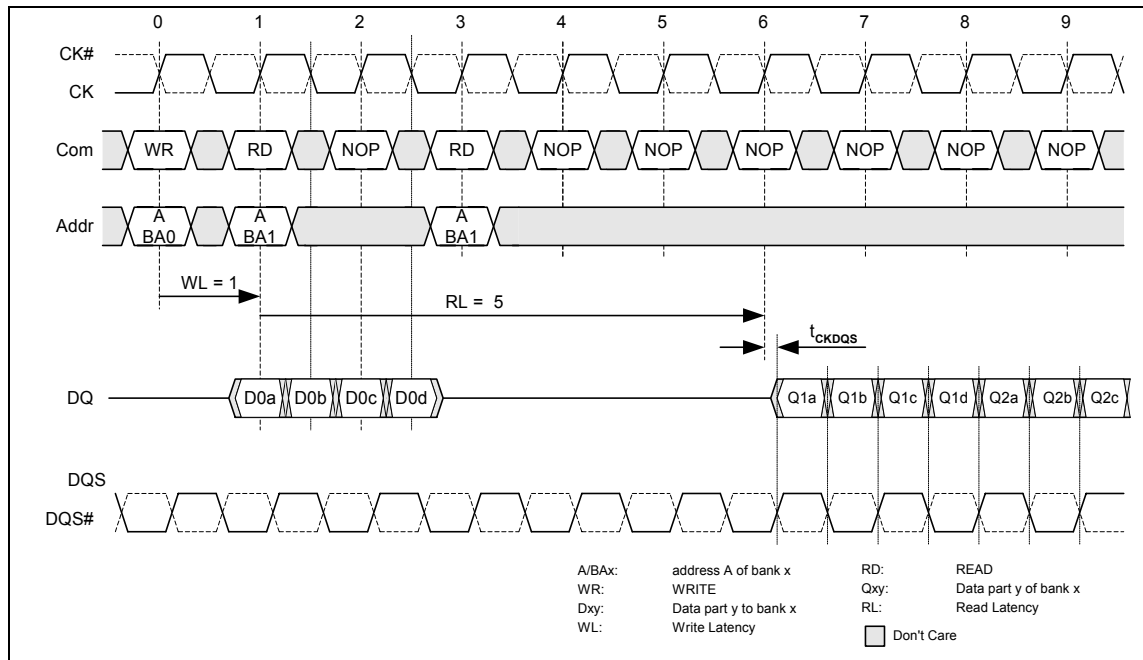 0 1 2 3 4 5 6 7 8 9
CK#
CK
Com WR RD NOP RD NOP NOP NOP NOP NOP NOP
Addr A BA0 A BA1 A BA1
WL = 1
RL = 5
tCKDQS
DQ D0a D0b D0c D0d Q1a Q1b Q1c Q1d Q2a Q2b Q2c
DQS
DQS#
A/BAx: address A of bank x RD: READ
WR: WRITE Qxy: Data part y of bank x
Dxy: Data part y to bank x RL: Read Latency
WL: Write Latency
Don't Care